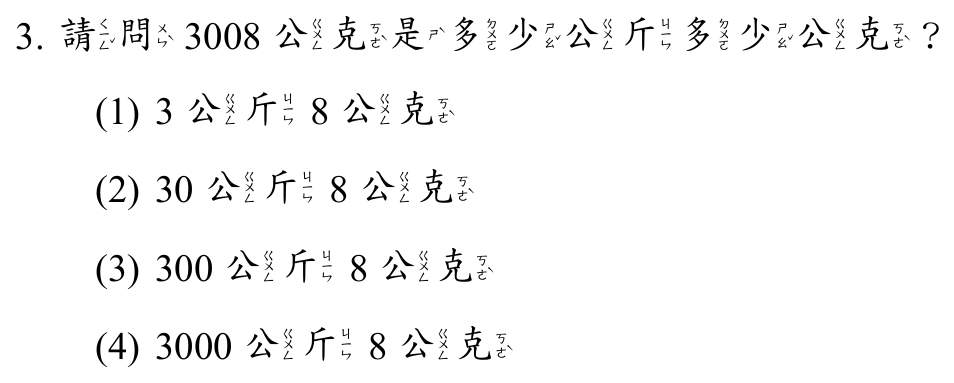 3. 請問 3008 公克是多少公斤多少公克？
(1) 3 公斤 8 公克
(2) 30 公斤 8 公克
(3) 300 公斤 8 公克
(4) 3000 公斤 8 公克